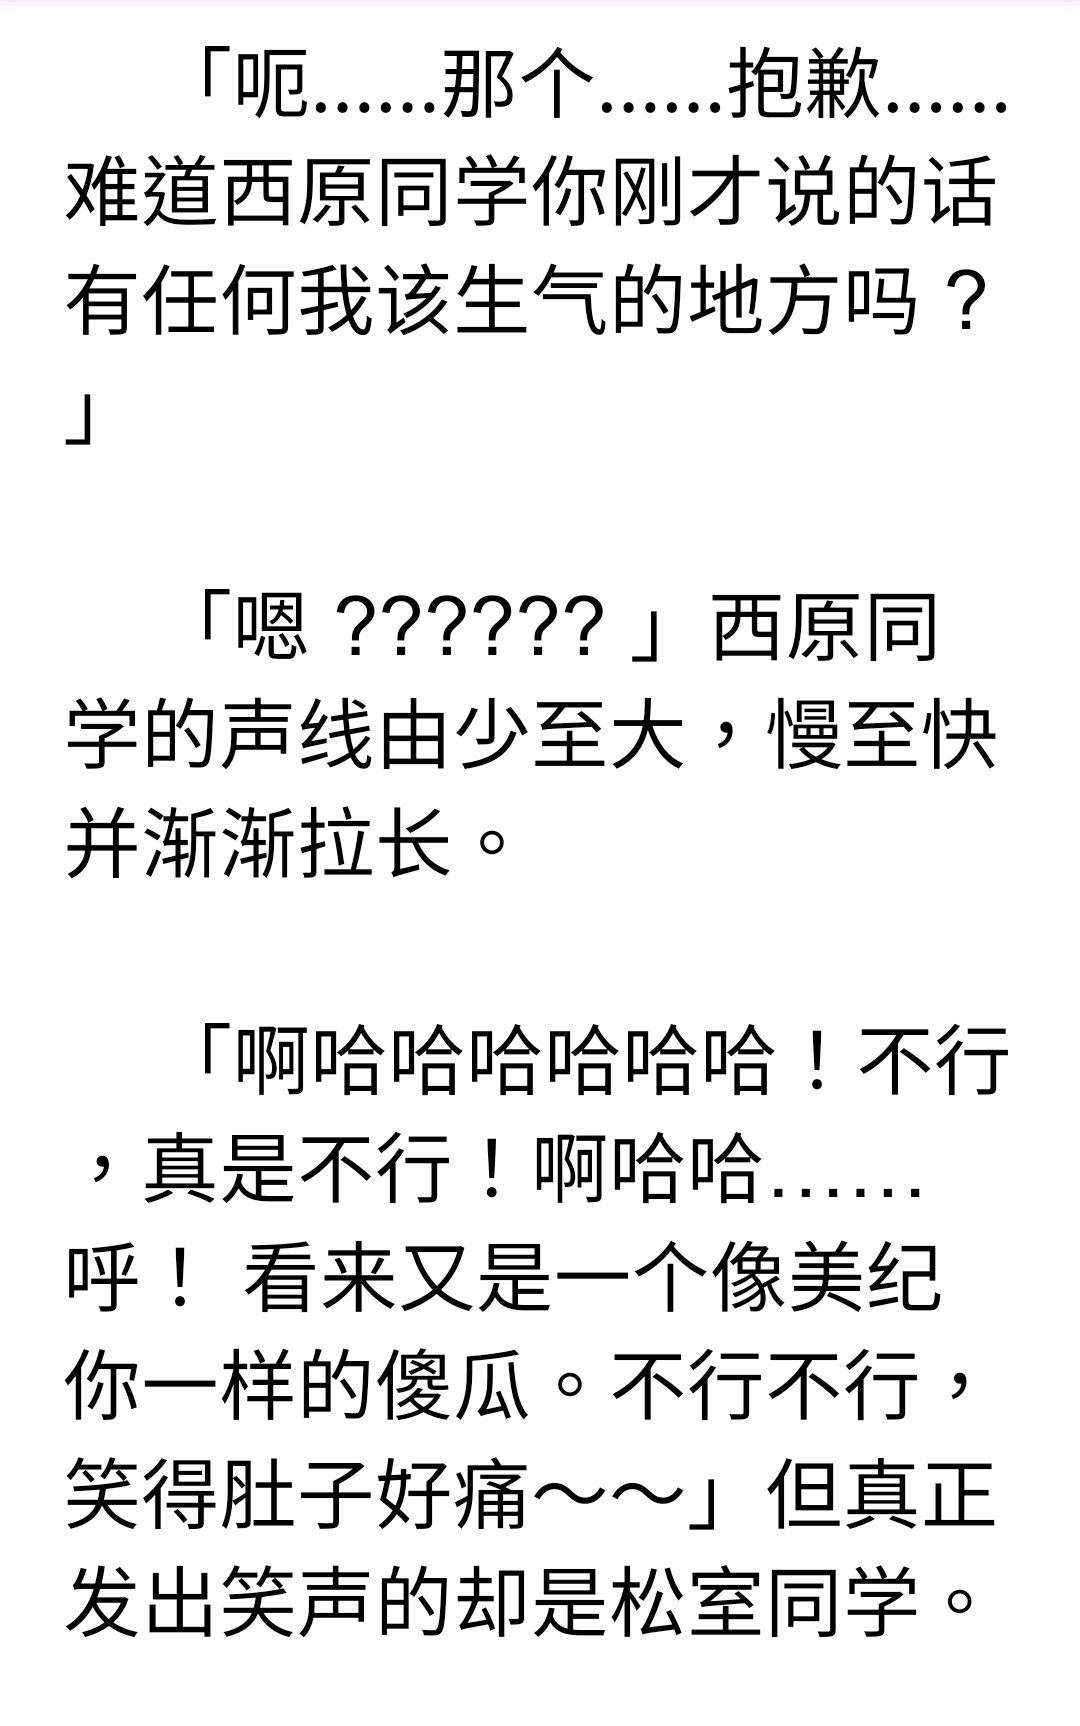 「呃......那个......抱歉......
难道西原同学你刚才说的话
有任何我该生气的地方吗？
」
「嗯 ?????? 」西原同
学的声线由少至大，慢至快
并渐渐拉长。
「啊哈哈哈哈哈哈！不行
，真是不行！啊哈哈……
呼！ 看来又是一个像美纪
你一样的傻瓜。不行不行，
笑得肚子好痛～～」但真正
发出笑声的却是松室同学。